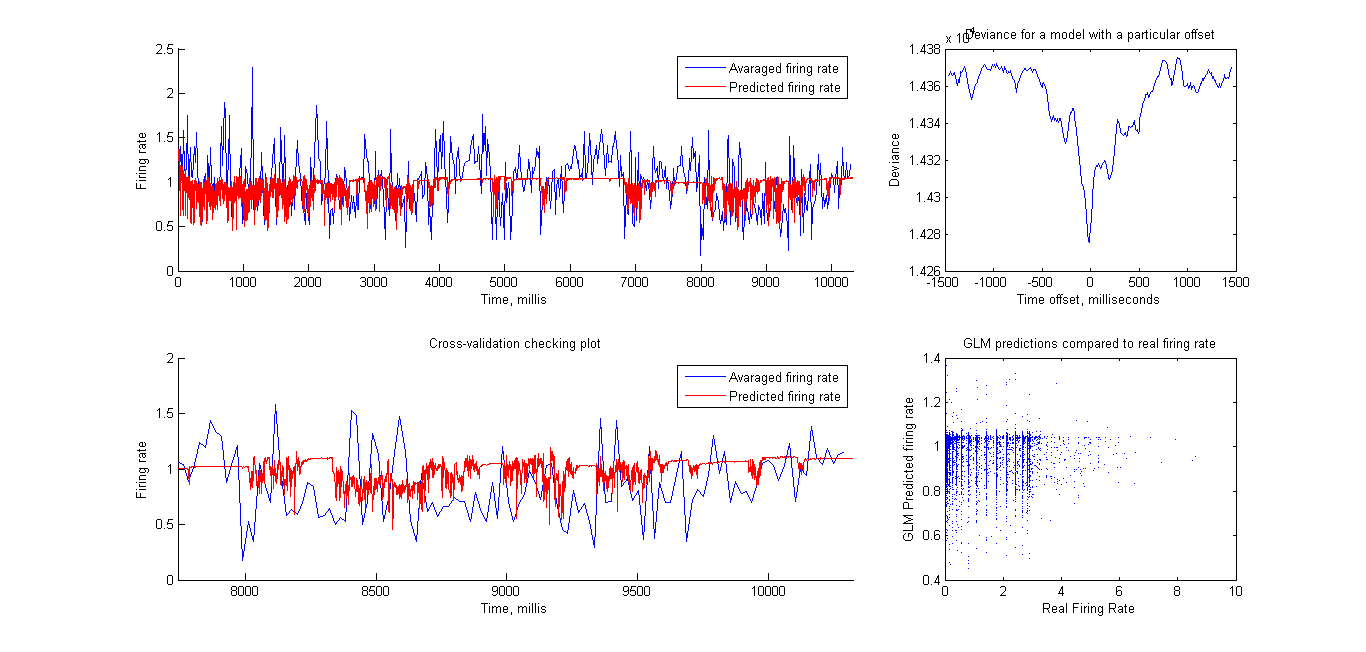 2.5
2
1.5
1
0.5
0
Firing rate
Avaraged firing rate
Predicted firing rate
0 1000 2000 3000 4000 5000 6000 7000 8000 9000 10000
Time, millis
x 10^4
Deviance for a model with a particular offset
1.438
1.436
1.434
1.432
1.43
1.428
1.426
Deviance
-1500 -1000 -500 0 500 1000 1500
Time offset, milliseconds
Cross-validation checking plot
2
1.5
1
0.5
0
Firing rate
Avaraged firing rate
Predicted firing rate
8000 8500 9000 9500 10000
Time, millis
GLM predictions compared to real firing rate
1.4
1.2
1
0.8
0.6
0.4
GLM Predicted firing rate
0 2 4 6 8 10
Real Firing Rate